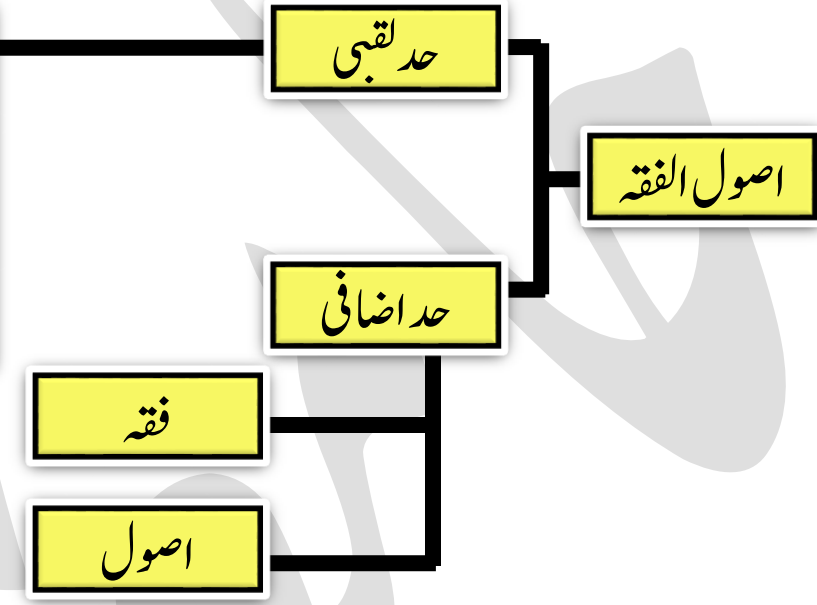 حد لقبی
اصول الفقہ
حد اضافی
فقہ
اصول